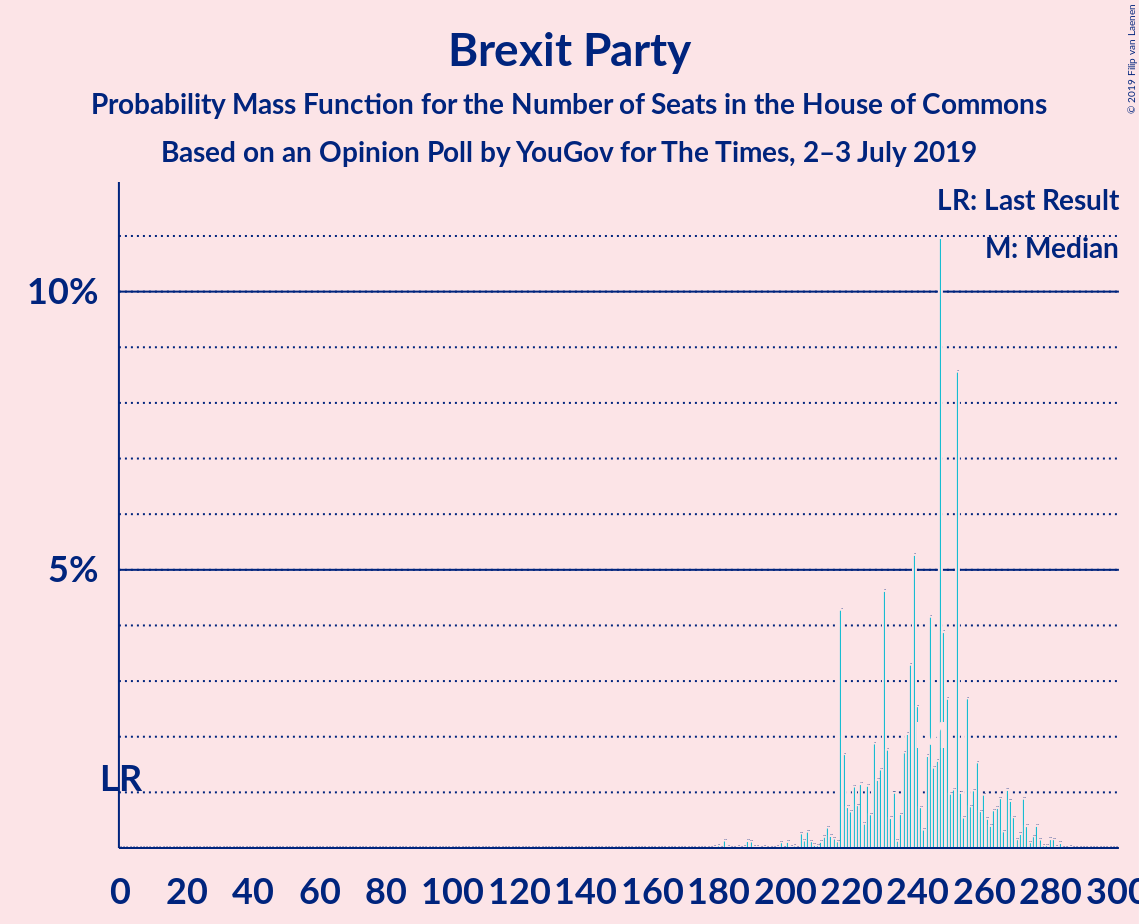 Brexit Party
Probability Mass Function for the Number of Seats in the House of Commons
Based on an Opinion Poll by YouGov for The Times, 2–3 July 2019
© 2019 Filip van Laenen
LR: Last Result
M: Median
10%
5%
LR
0 20 40 60 80 100 120 140 160 180 200 220 240 260 280 300